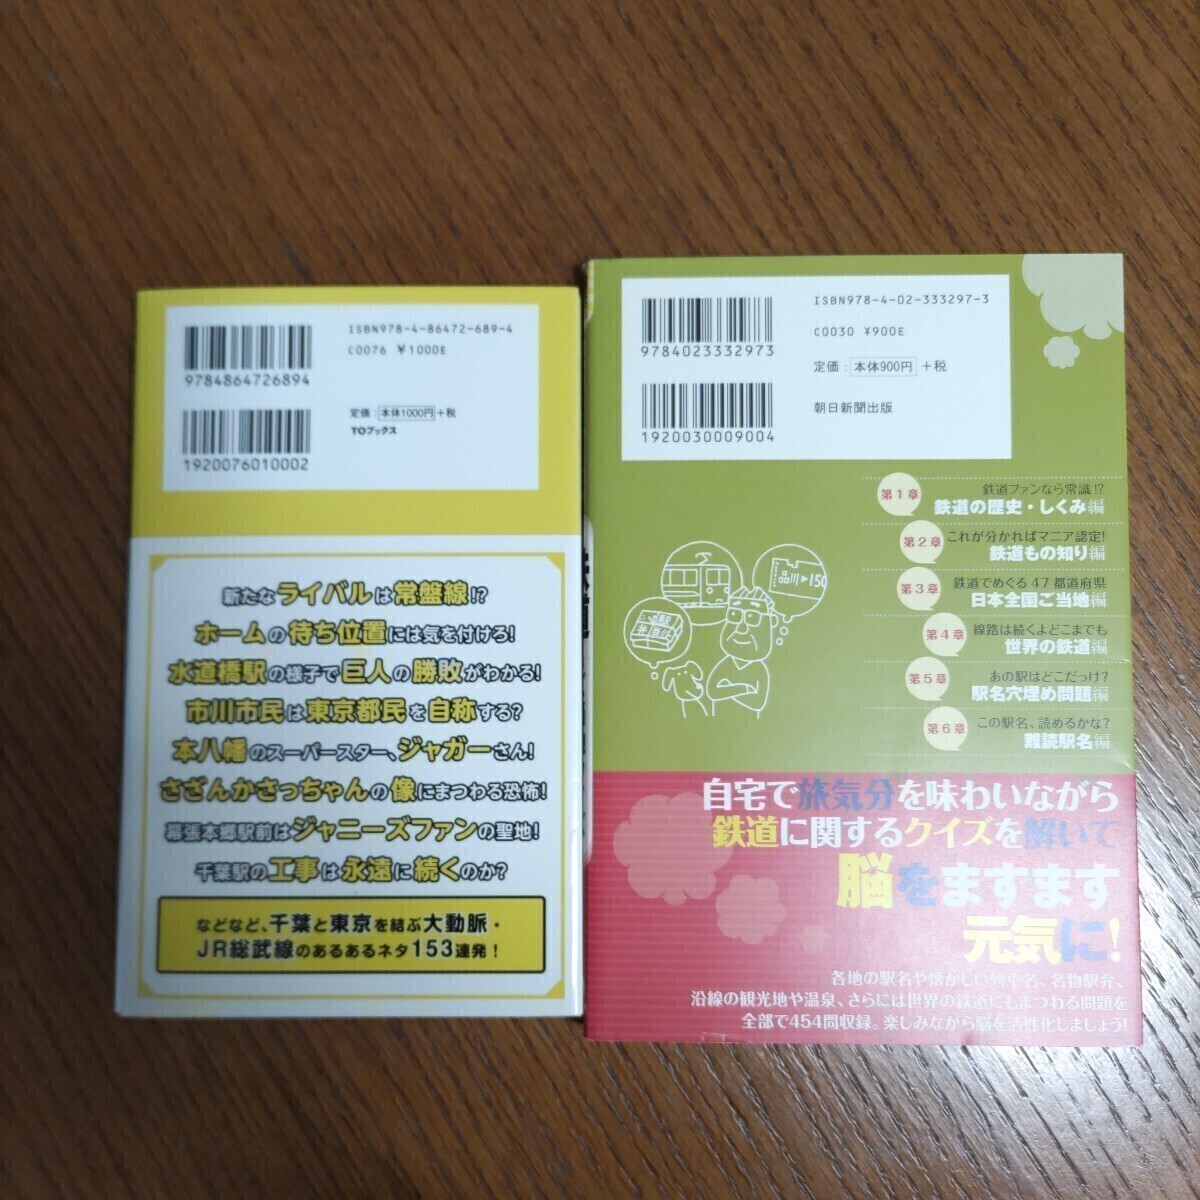 ISBN978-4-86472-689-4
C0076 ¥1000E
9784864726894
定価：本体1000円+税
TOブックス
1920076010002
新たなライバルは常盤線!?
ホームの待ち位置には気を付けろ!
水道橋駅の様子で巨人の勝敗がわかる!
市川市民は東京都民を自称する?
本八幡のスーパースター、ジャガーさん!
さざんかさっちゃんの像にまつわる恐怖!
幕張本郷駅前はジャニーズファンの聖地!
千葉駅の工事は永遠に続くのか?
などなど、千葉と東京を結ぶ大動脈・
JR総武線のあるあるネタ153連発！
ISBN978-4-02-333297-3
C0030 ¥900E
9784023332973
定価：本体900円+税
朝日新聞出版
1920030009004
第1章
鉄道ファンなら常識!?
鉄道の歴史・しくみ編
第2章
これが分かればマニア認定!
鉄道もの知り編
第3章
鉄道でめぐる47都道府県
日本全国ご当地編
第4章
線路は続くよどこまでも
世界の鉄道編
第5章
あの駅はどこだっけ?
駅名穴埋め問題編
第6章
この駅名、読めるかな?
難読駅名編
品川▶150
自宅で旅気分を味わいながら
鉄道に関するクイズを解いて
脳をますます
元気に!
各地の駅名や懐かしい列車名、名物駅弁、
沿線の観光地や温泉、さらには世界の鉄道にもまつわる問題を
全部で454問収録。楽しみながら脳を活性化しましょう!